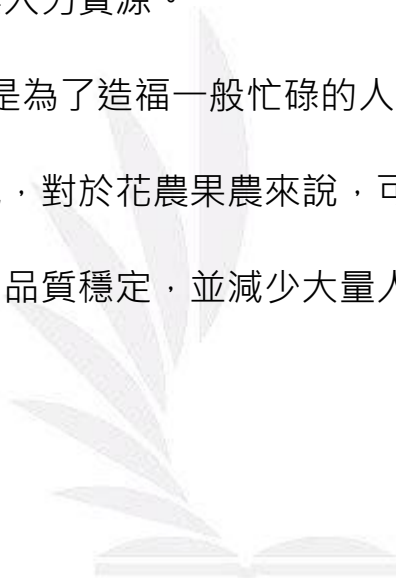 人力資源。
是為了造福一般忙碌的人
，對於花農果農來說，可
品質穩定，並減少大量人